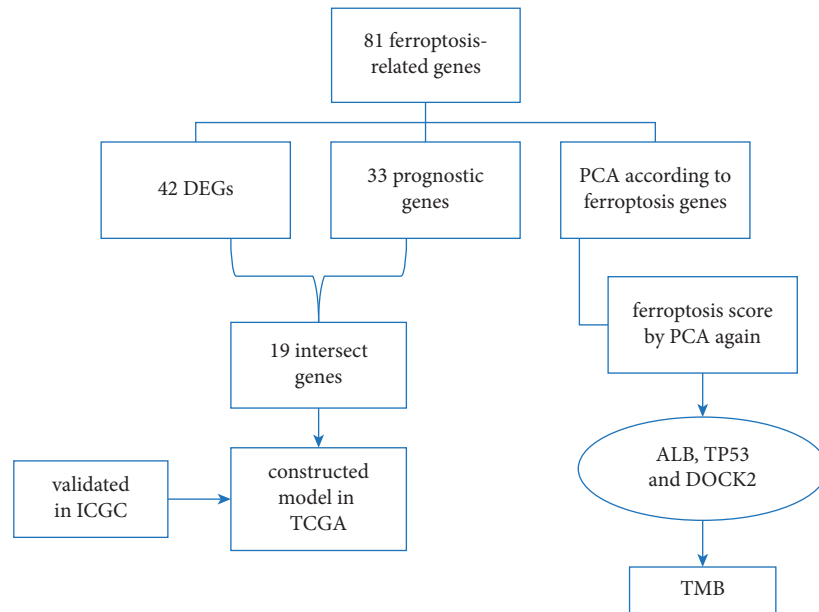 81 ferroptosis-
related genes
42 DEGs
33 prognostic
genes
PCA according to
ferroptosis genes
ferroptosis score
by PCA again
19 intersect
genes
ALB, TP53
and DOCK2
validated
in ICGC
constructed
model in
TCGA
TMB